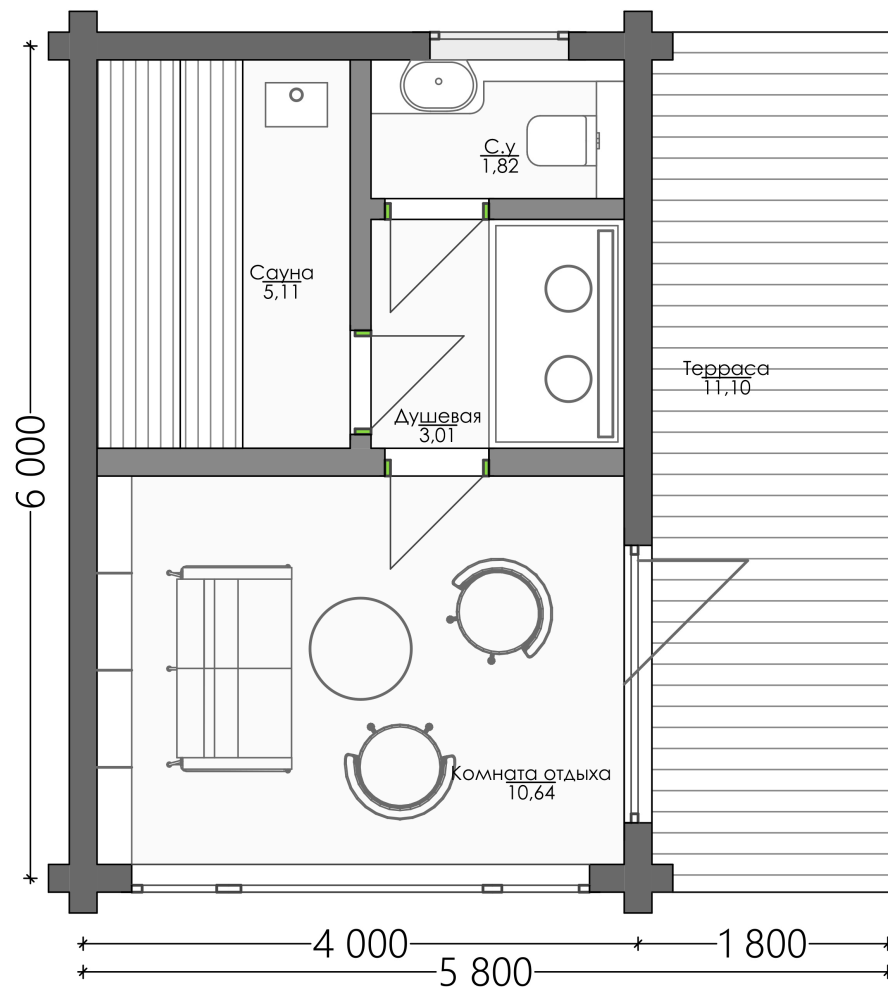 С.у
1,82
Сауна
5,11
Терраса
11,10
Душевая
3,01
6 000
Комната отдыха
10,64
4 000
1 800
5 800